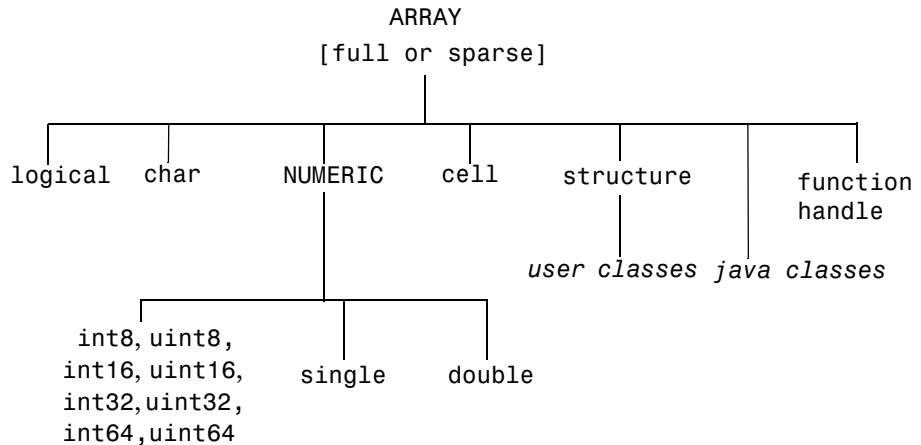 ARRAY
[full or sparse]
logical char NUMERIC cell structure function
handle
user classes java classes
int8, uint8,
int16, uint16,
int32, uint32,
int64, uint64
single double